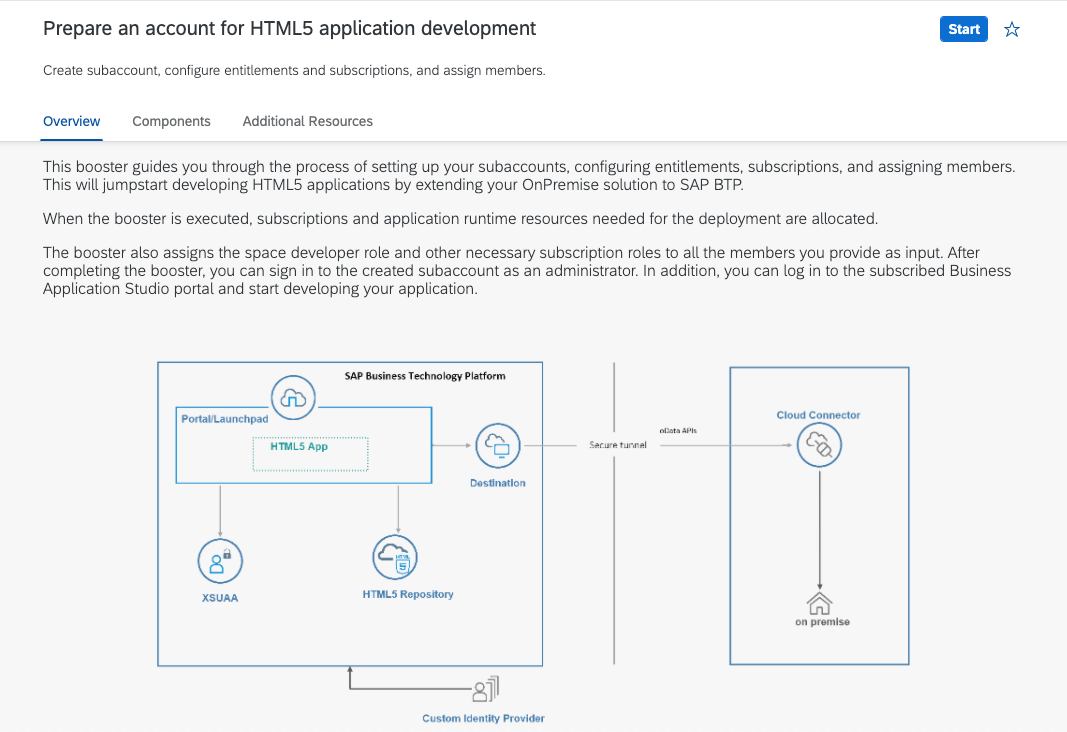 Prepare an account for HTML5 application development
Start
Create subaccount, configure entitlements and subscriptions, and assign members.
Overview
Components
Additional Resources
This booster guides you through the process of setting up your subaccounts, configuring entitlements, subscriptions, and assigning members.
This will jumpstart developing HTML5 applications by extending your OnPremise solution to SAP BTP.
When the booster is executed, subscriptions and application runtime resources needed for the deployment are allocated.
The booster also assigns the space developer role and other necessary subscription roles to all the members you provide as input. After
completing the booster, you can sign in to the created subaccount as an administrator. In addition, you can log in to the subscribed Business
Application Studio portal and start developing your application.
SAP Business Technology Platform
Portal/Launchpad
HTML5 App
Destination
Secure tunnel
oData APIs
Cloud Connector
XSUAA
HTML
5
HTML5 Repository
on premise
Custom Identity Provider